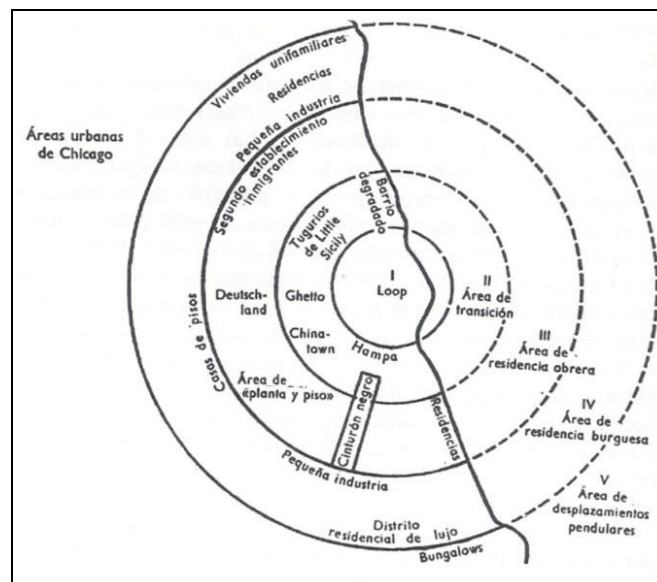 Áreas urbanas
de Chicago
Viviendas unifamiliares
Residencias
Pequeña industria
Segundo establecimiento
inmigrantes
Barrio
degradado
Tugurios
de Little
Sicily
I
Loop
Deutsch-
land
Ghetto
China-
town
Hampa
Casas de pisos
Área de
«planta y piso»
Cinturón negro
Residencias
Pequeña industria
Distrito
residencial de lujo
Bungalows
II
Área de
transición
III
Área de
residencia obrera
IV
Área de
residencia burguesa
V
Área de
desplazamientos
pendulares